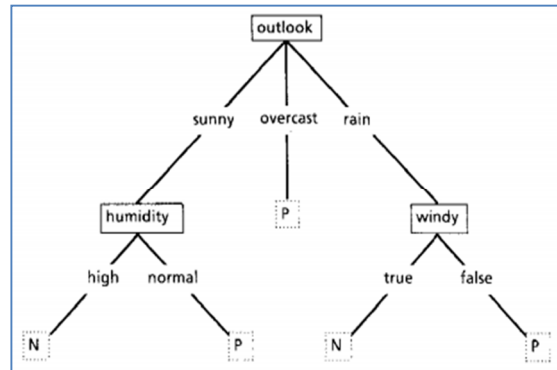 outlook
sunny overcast rain
humidity P windy
high normal true false
N P N P